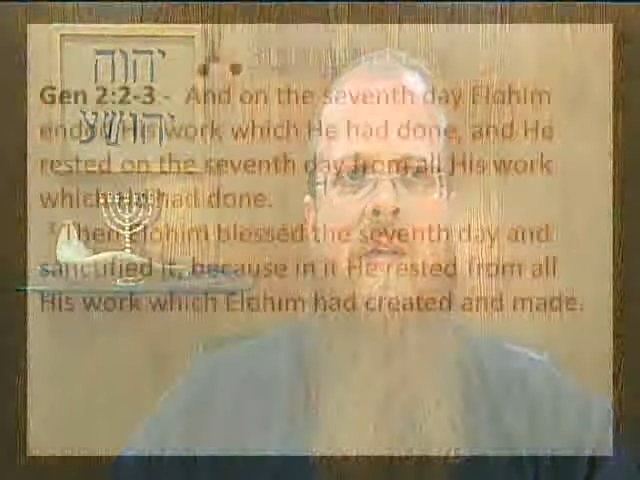 יהוה
יהושע
Gen 2:2-3 - And on the seventh day Elohim
ended His work which He had done, and He
rested on the seventh day from all His work
which He had done.
Then Elohim blessed the seventh day and
sanctified it, because in it He rested from all
His work which Elohim had created and made.